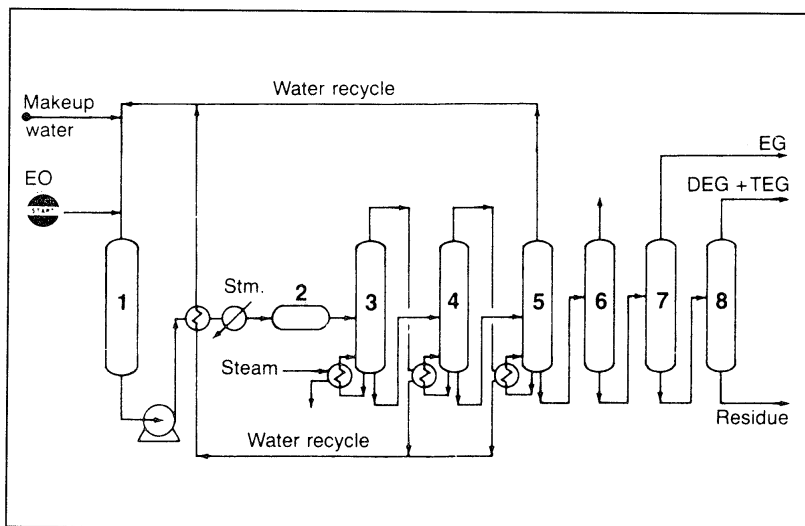 Water recycle
Makeup
water
EO
START
1
Stm.
2
3
4
5
6
7
8
EG
DEG + TEG
Steam
Water recycle
Residue